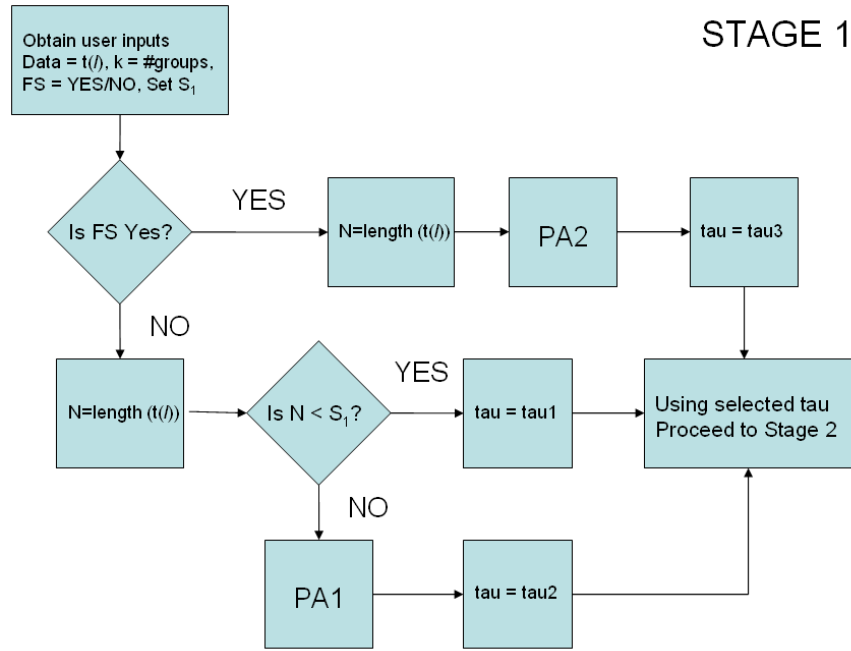 STAGE 1
Obtain user inputs
Data = t(l), k = #groups,
FS = YES/NO, Set S₁
Is FS Yes?
YES
N=length (t(l))
PA2
tau = tau3
NO
N=length (t(l))
Is N < S₁?
YES
tau = tau1
Using selected tau
Proceed to Stage 2
NO
PA1
tau = tau2